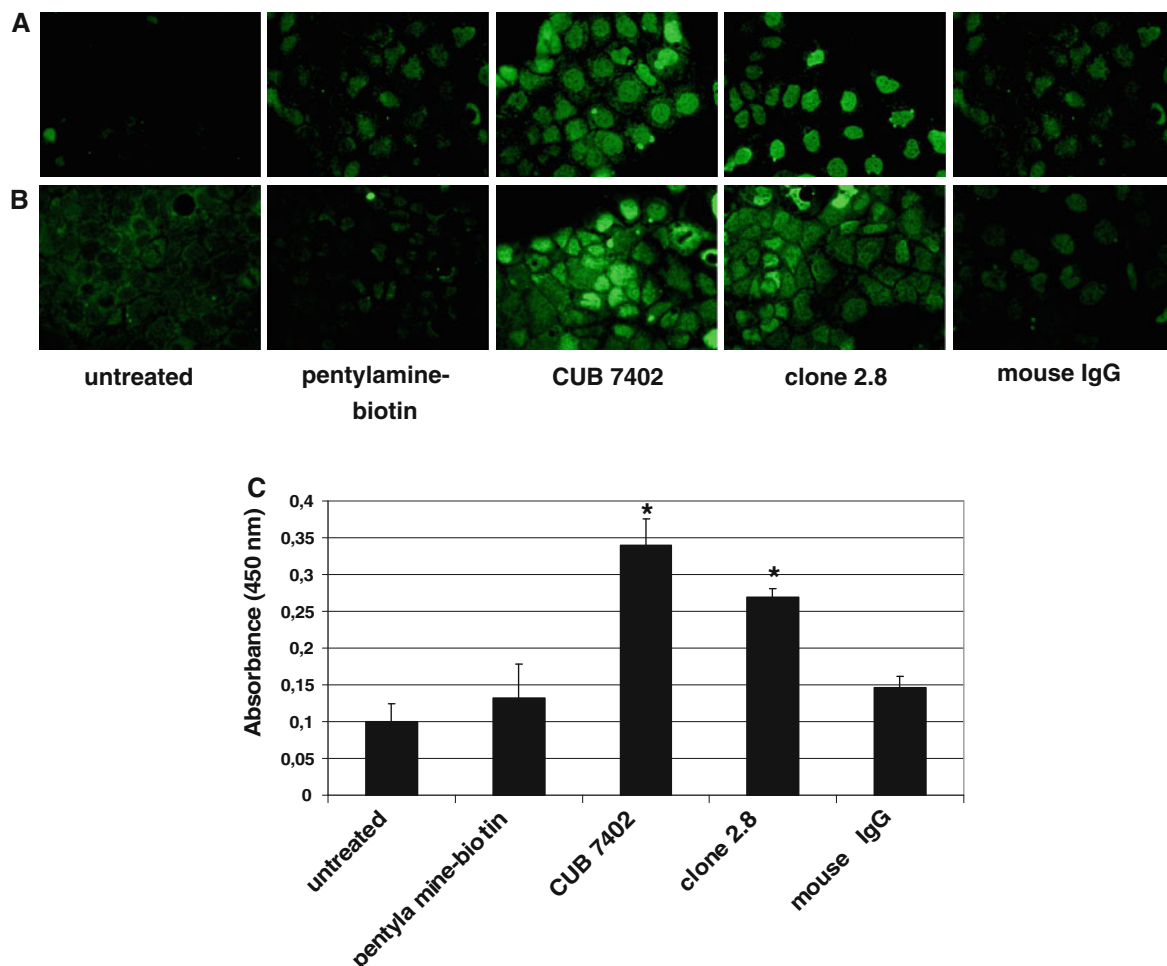 A
B
untreated
pentylamine-
biotin
CUB 7402
clone 2.8
mouse IgG
C
Absorbance (450 nm)
0,4
0,35
0,3
0,25
0,2
0,15
0,1
0,05
0
*
*
untreated
pentyla mine-biotin
CUB 7402
clone 2.8
mouse IgG